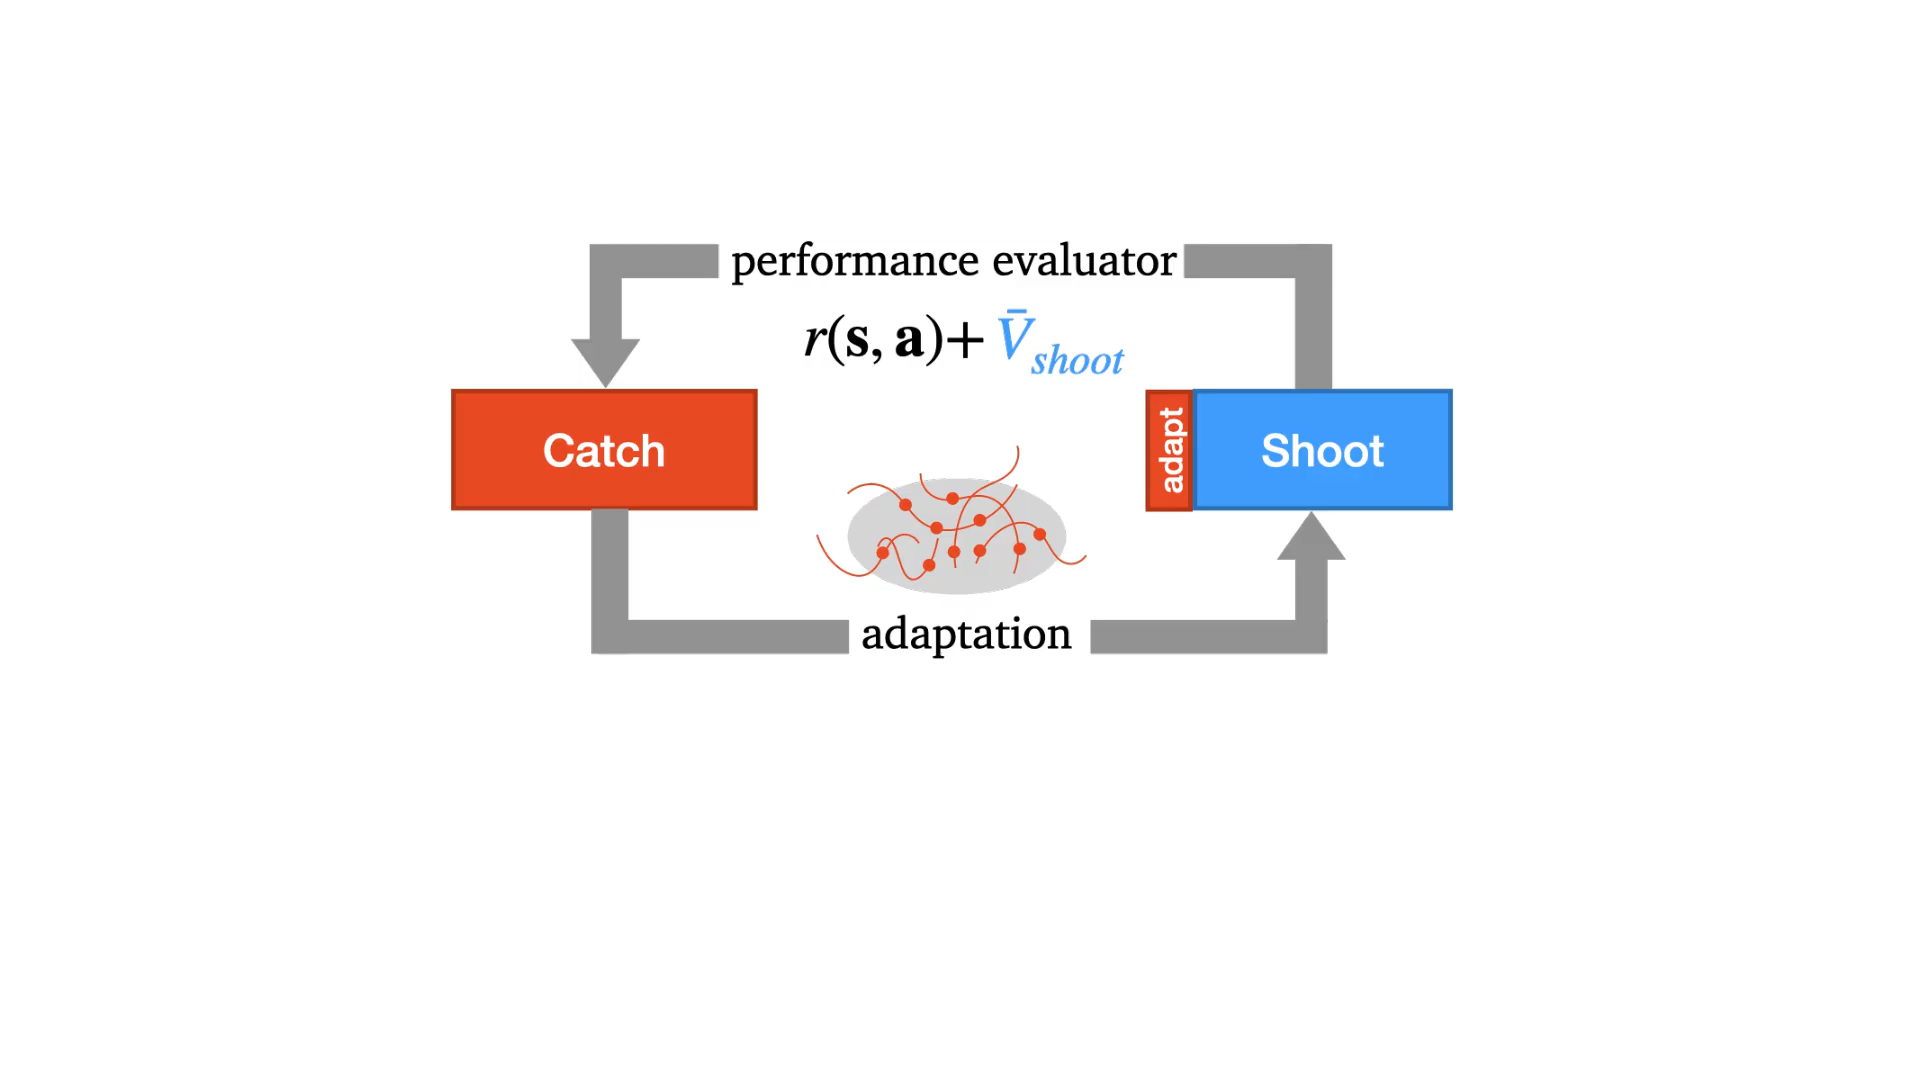 performance evaluator
r(s, a)+ V̄shoot
Catch
adapt
Shoot
adaptation